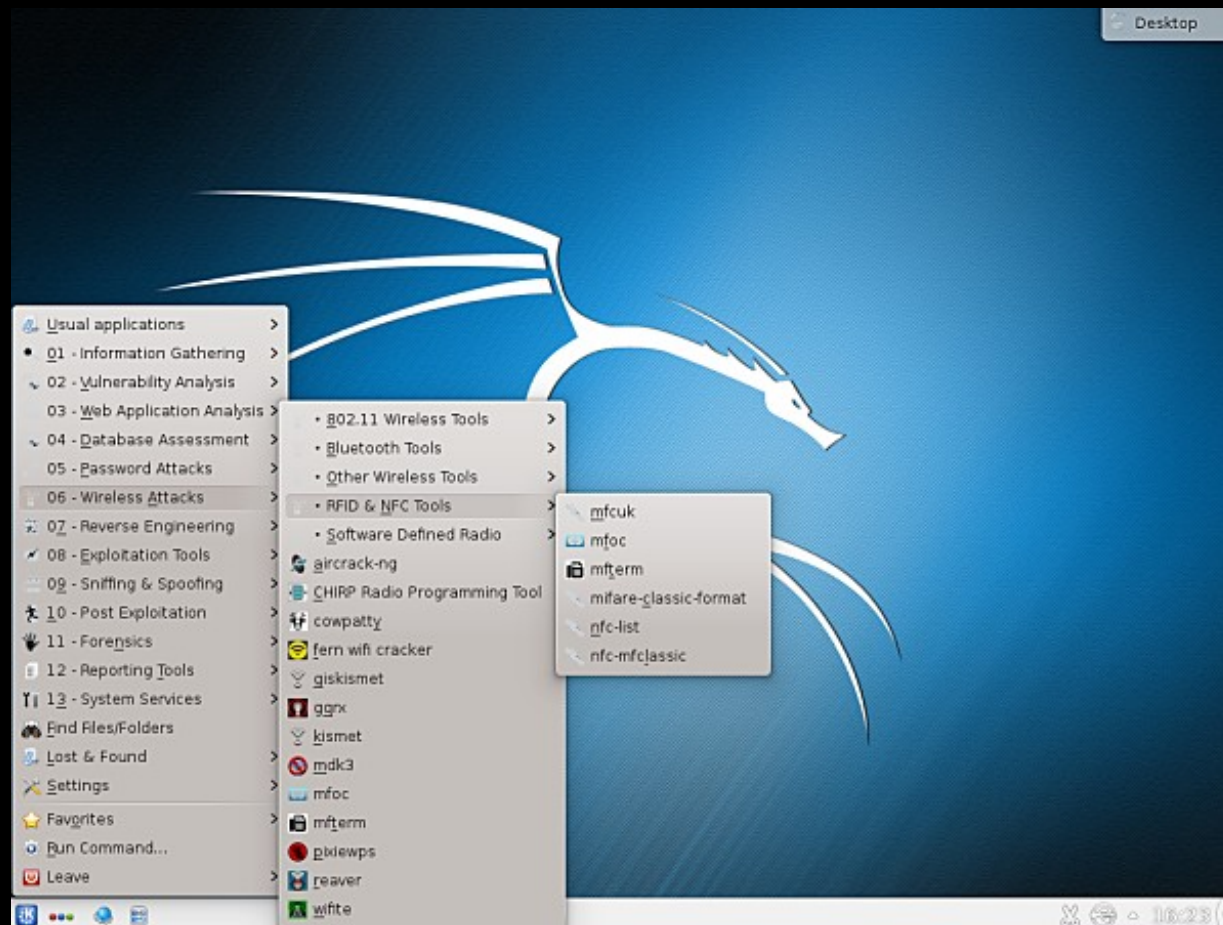 Desktop
Usual applications
01 - Information Gathering
02 - Vulnerability Analysis
03 - Web Application Analysis
04 - Database Assessment
05 - Password Attacks
06 - Wireless Attacks
07 - Reverse Engineering
08 - Exploitation Tools
09 - Sniffing & Spoofing
10 - Post Exploitation
11 - Forensics
12 - Reporting Tools
13 - System Services
Find Files/Folders
Lost & Found
Settings
Favorites
Run Command...
Leave
• 802.11 Wireless Tools
• Bluetooth Tools
• Other Wireless Tools
• RFID & NFC Tools
• Software Defined Radio
aircrack-ng
CHIRP Radio Programming Tool
cowpatty
fern wifi cracker
giskismet
gqrx
kismet
mdk3
mfoc
mfterm
pixiewps
reaver
wifite
mfcuk
mfoc
mfterm
mifare-classic-format
nfc-list
nfc-mfclassic
16:23